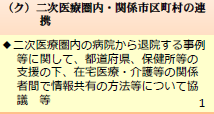 （ク）二次医療圏内・関係市区町村の連
携
◆二次医療圏内の病院から退院する事例
等に関して、都道府県、保健所等の
支援の下、在宅医療・介護等の関係
者間で情報共有の方法等について協
議　等
1